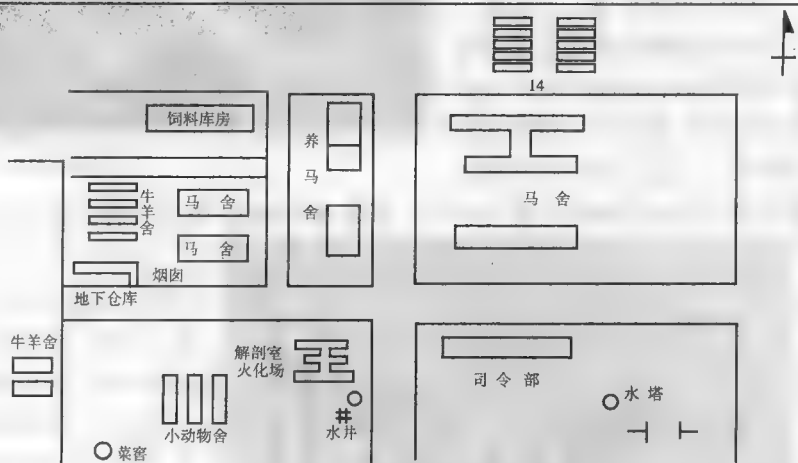 14
饲料库房
养马舍
马舍
牛羊舍
马舍
马舍
烟囱
地下仓库
牛羊舍
解剖室
火化场
司令部
水塔
小动物舍
水井
菜窖